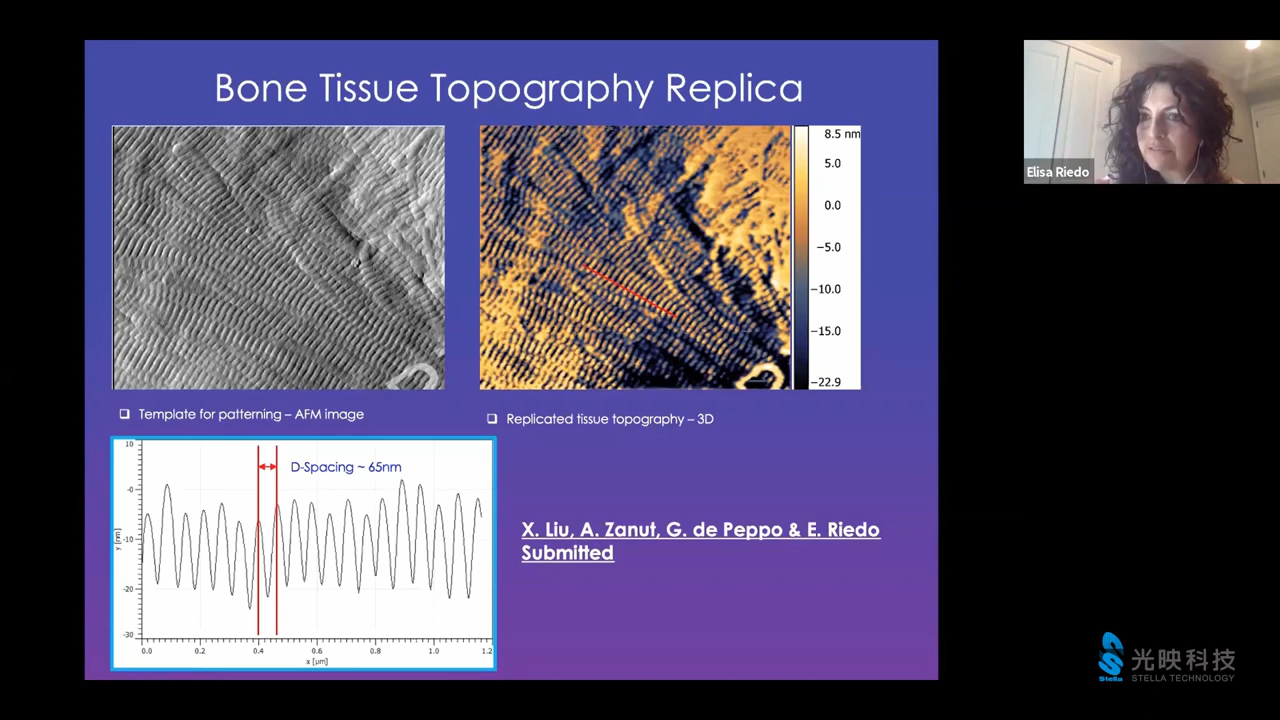 Bone Tissue Topography Replica
8.5 nm
5.0
0.0
−5.0
−10.0
−15.0
−22.9
Elisa Riedo
Template for patterning – AFM image
Replicated tissue topography – 3D
10
-0
-10
-20
-30
y [nm]
D-Spacing ~ 65nm
0.0 0.2 0.4 0.6 0.8 1.0 1.2
x [µm]
X. Liu, A. Zanut, G. de Peppo & E. Riedo
Submitted
光映科技
Stella STELLA TECHNOLOGY